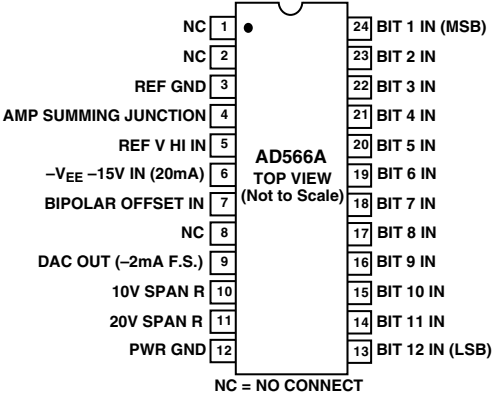 NC 1
NC 2
REF GND 3
AMP SUMMING JUNCTION 4
REF V HI IN 5
–VEE –15V IN (20mA) 6
BIPOLAR OFFSET IN 7
NC 8
DAC OUT (–2mA F.S.) 9
10V SPAN R 10
20V SPAN R 11
PWR GND 12
AD566A
TOP VIEW
(Not to Scale)
24 BIT 1 IN (MSB)
23 BIT 2 IN
22 BIT 3 IN
21 BIT 4 IN
20 BIT 5 IN
19 BIT 6 IN
18 BIT 7 IN
17 BIT 8 IN
16 BIT 9 IN
15 BIT 10 IN
14 BIT 11 IN
13 BIT 12 IN (LSB)
NC = NO CONNECT